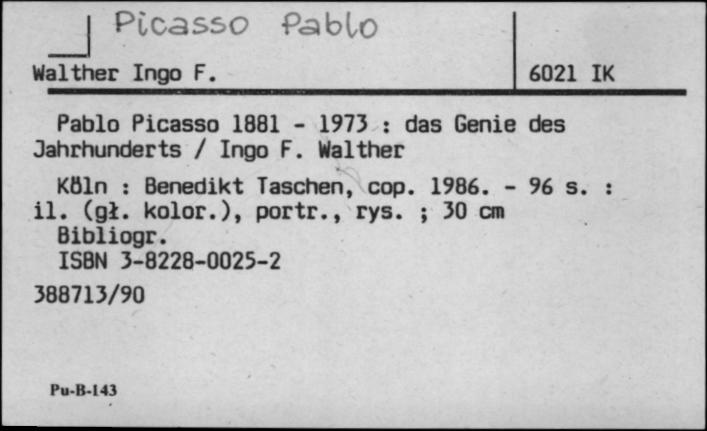 Picasso Pablo
Walther Ingo F.
6021 IK
Pablo Picasso 1881 - 1973 : das Genie des
Jahrhunderts / Ingo F. Walther
Köln : Benedikt Taschen, cop. 1986. - 96 s. :
il. (gł. kolor.), portr., rys. ; 30 cm
Bibliogr.
ISBN 3-8228-0025-2
388713/90
Pu-B-143